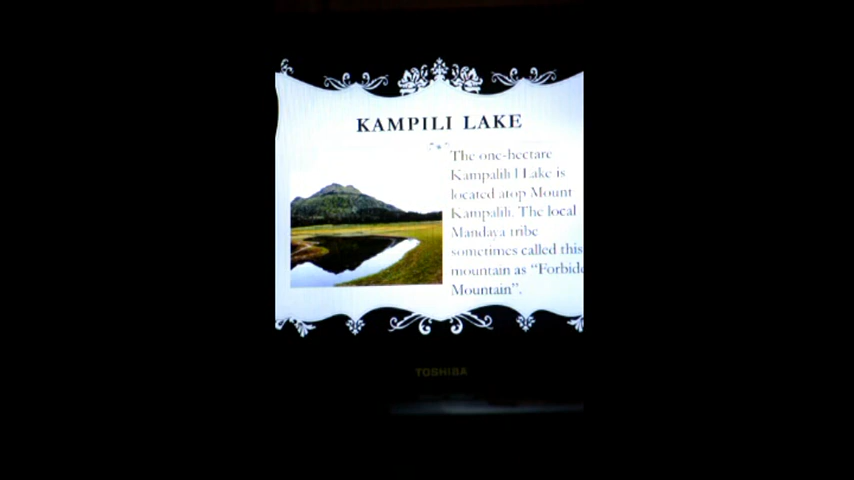 KAMPILI LAKE
The one-hectare
Kampalili l Lake is
located atop Mount
Kampalili. The local
Mandaya tribe
sometimes called this
mountain as "Forbide
Mountain".
TOSHIBA